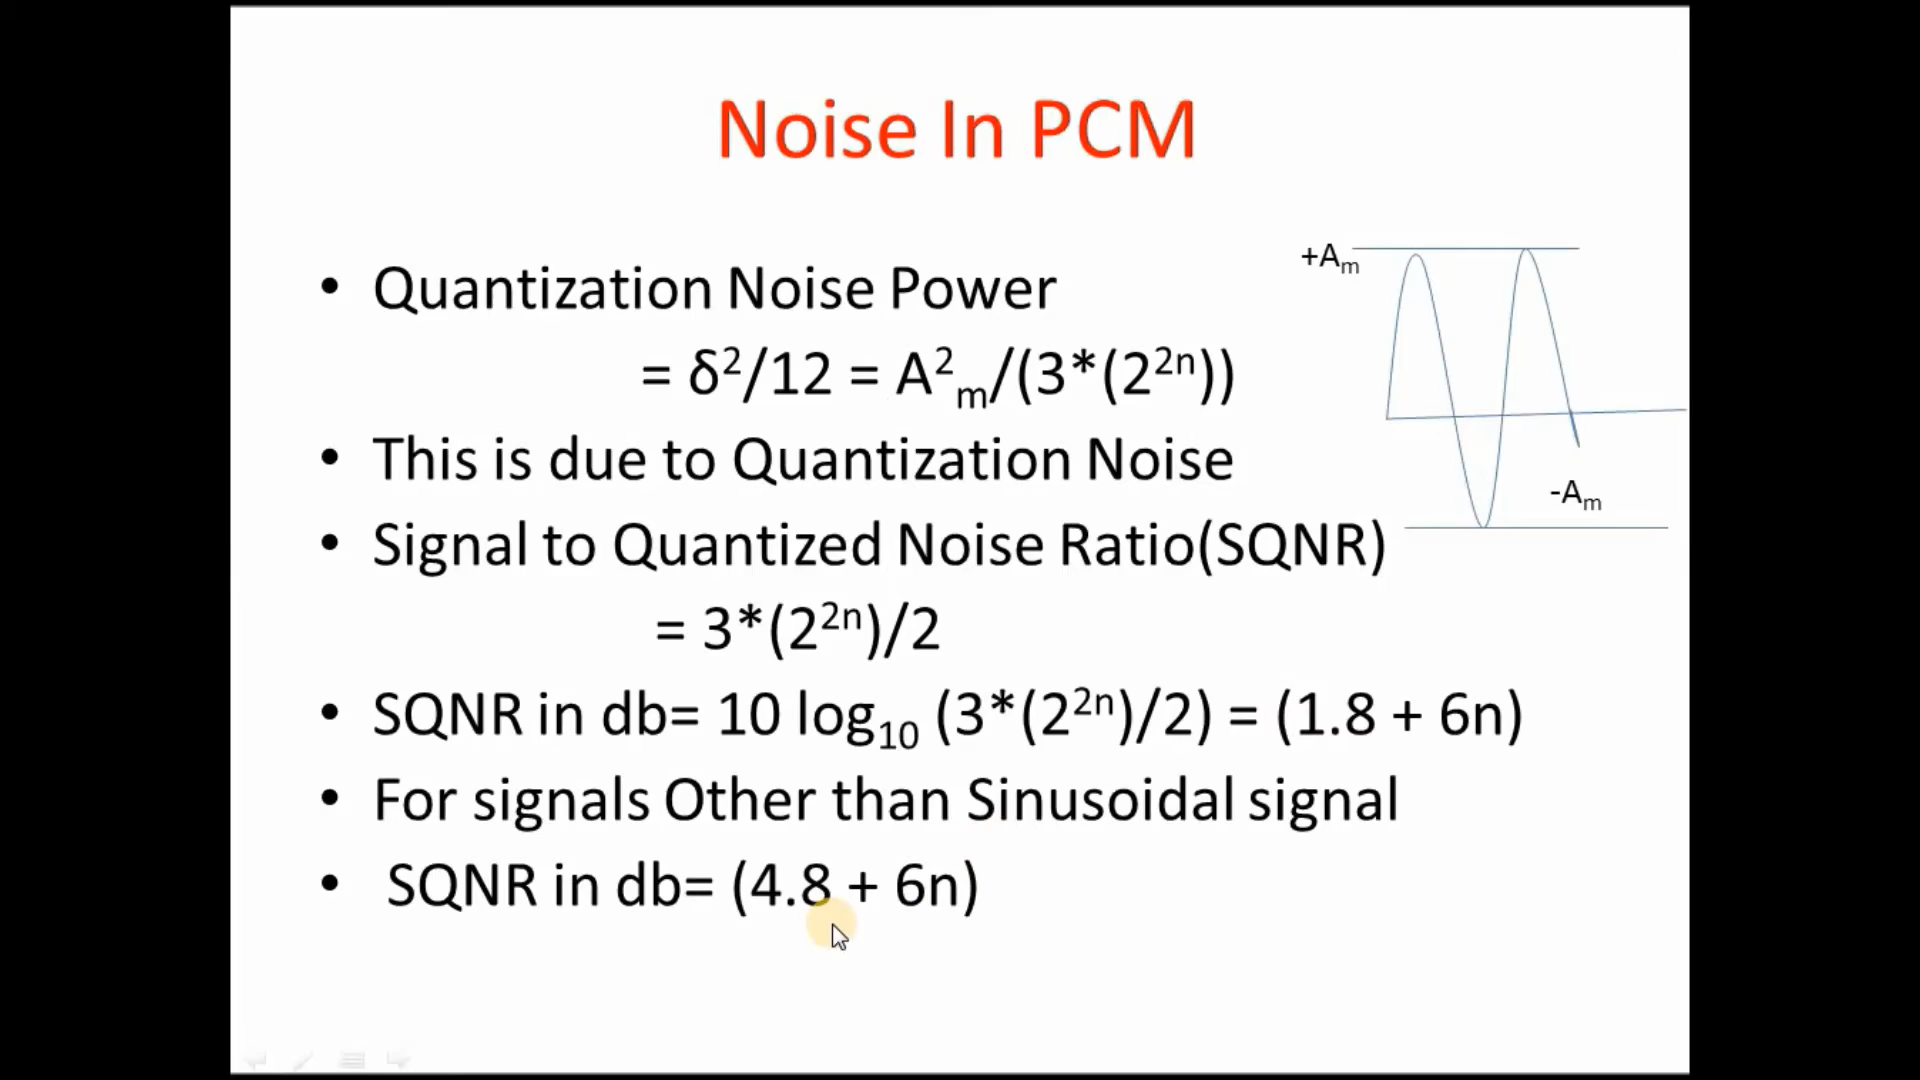 Noise In PCM
• Quantization Noise Power
= δ²/12 = A²ₘ/(3*(2²ⁿ))
• This is due to Quantization Noise
• Signal to Quantized Noise Ratio(SQNR)
= 3*(2²ⁿ)/2
• SQNR in db= 10 log₁₀ (3*(2²ⁿ)/2) = (1.8 + 6n)
• For signals Other than Sinusoidal signal
• SQNR in db= (4.8 + 6n)
+Aₘ
-Aₘ